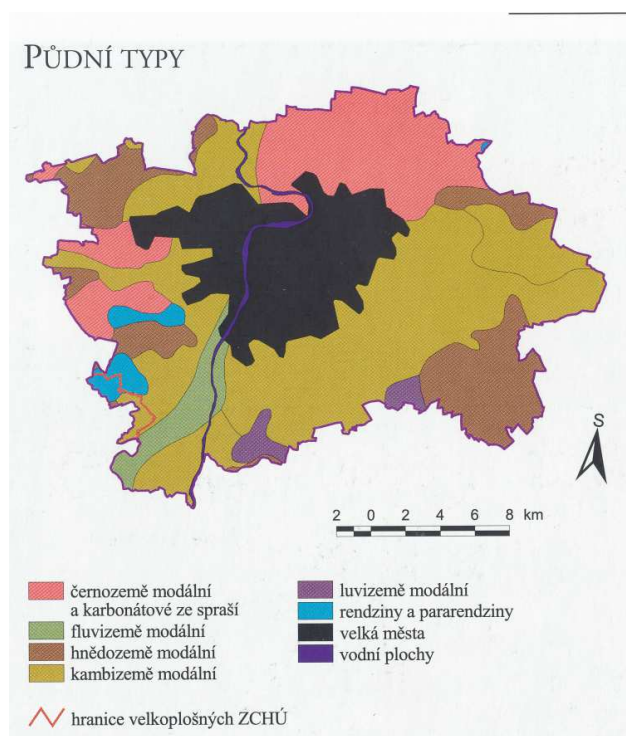 PŮDNÍ TYPY
S
2 0 2 4 6 8 km
černozemě modální
a karbonátové ze spraší
fluvizemě modální
hnědozemě modální
kambizemě modální
hranice velkoplošných ZCHÚ
luvizemě modální
rendziny a pararendziny
velká města
vodní plochy